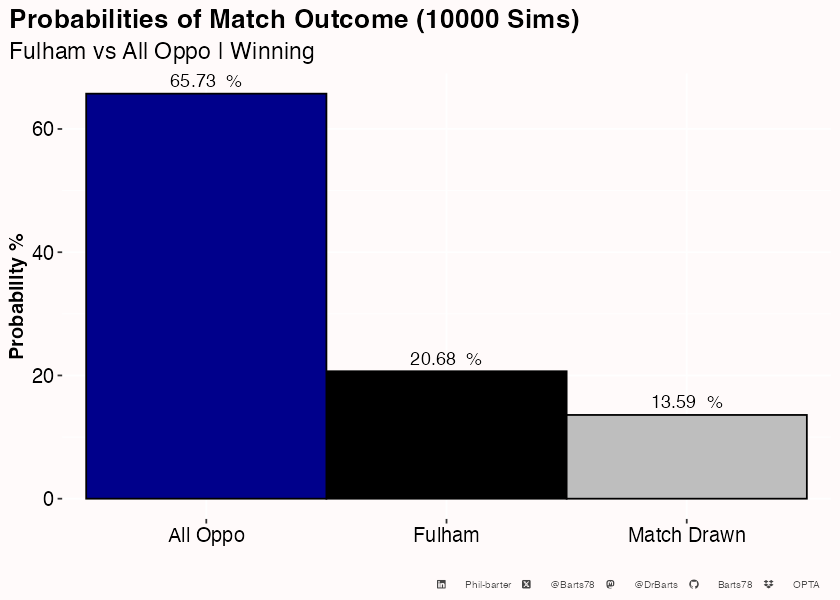 Probabilities of Match Outcome (10000 Sims)
Fulham vs All Oppo | Winning
65.73 %
60
40
20.68 %
20
13.59 %
0
Probability %
All Oppo Fulham Match Drawn
Phil-barter @Barts78 @DrBarts Barts78 OPTA